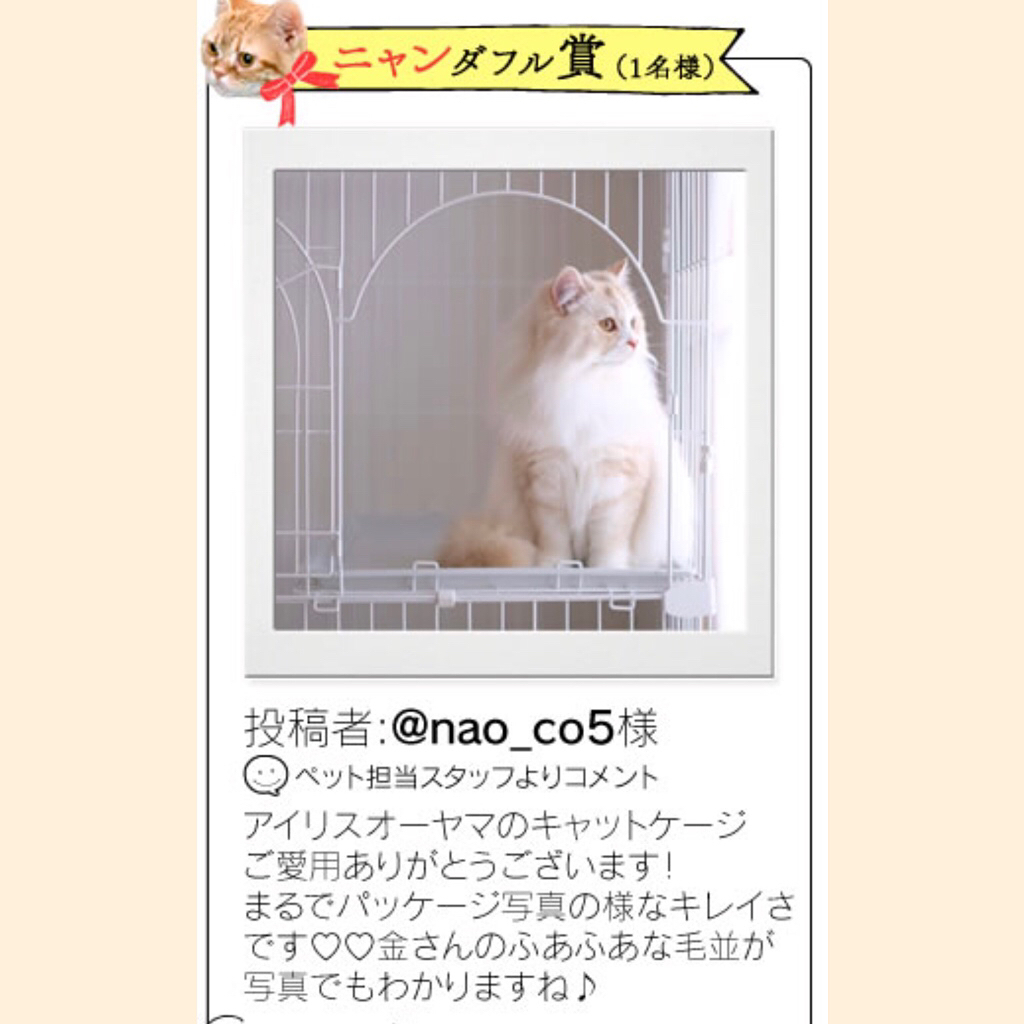 ニャンダフル賞(1名様)
投稿者:@nao_co5様
ペット担当スタッフよりコメント
アイリスオーヤマのキャットケージ
ご愛用ありがとうございます!
まるでパッケージ写真の様なキレイさ
です♡♡金さんのふあふあな毛並が
写真でもわかりますね♪